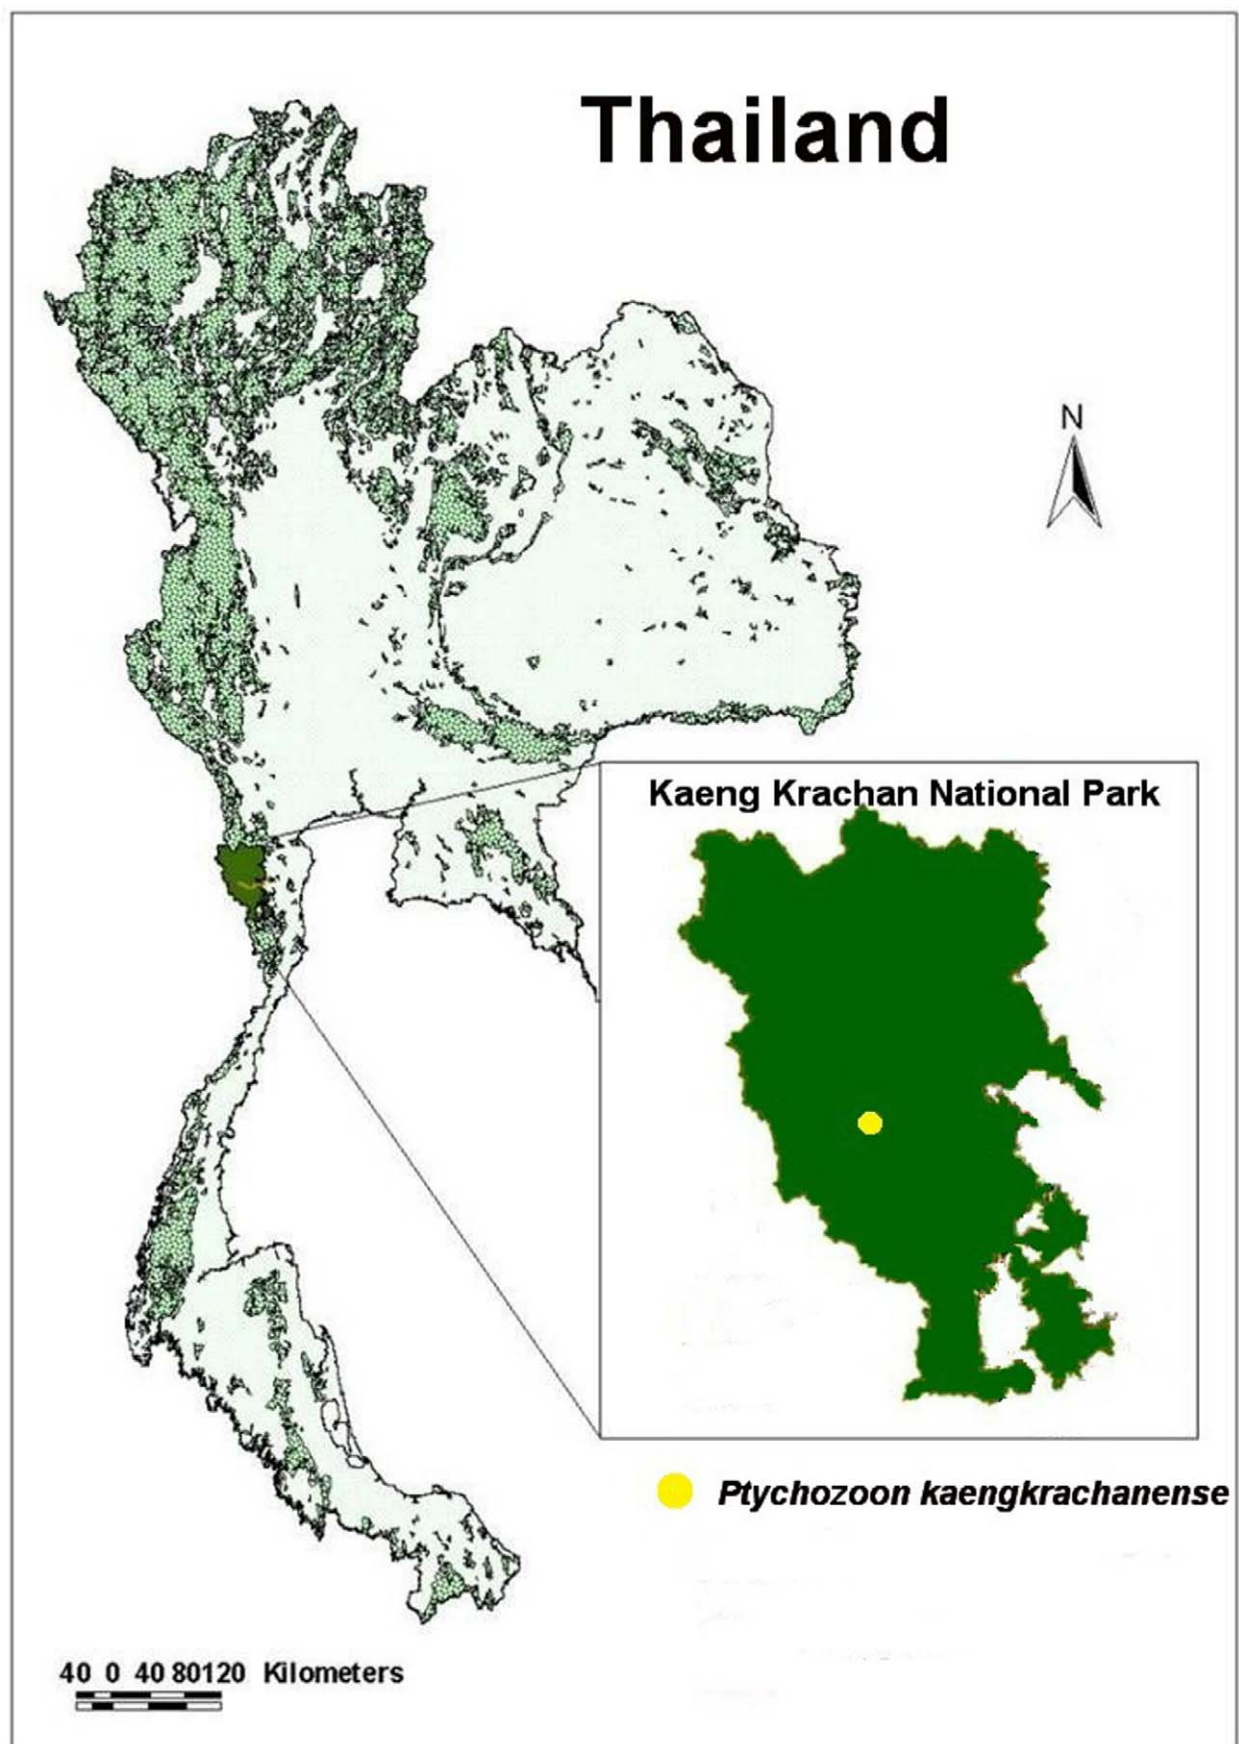 Thailand
N
Kaeng Krachan National Park
Ptychozoon kaengkrachanense
40 0 40 80120 Kilometers